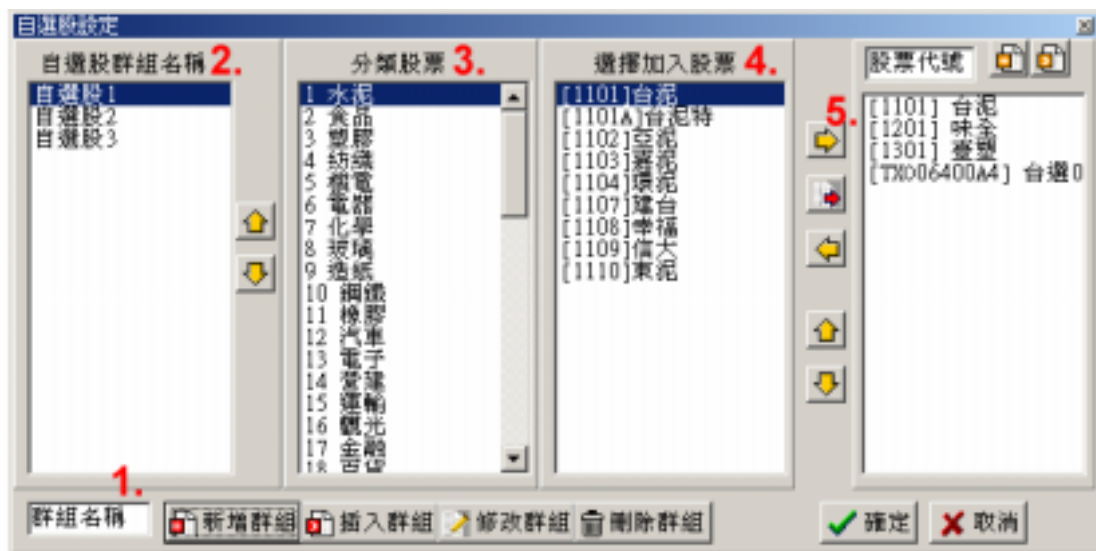 自選股設定
自選股群組名稱 2.
自選股1
自選股2
自選股3
分類股票 3.
1 水泥
2 食品
3 塑膠
4 紡織
5 機電
6 電器
7 化學
8 玻璃
9 造紙
10 鋼鐵
11 橡膠
12 汽車
13 電子
14 營建
15 運輸
16 觀光
17 金融
18 百貨
選擇加入股票 4.
[1101]台泥
[1101A]台泥特
[1102]亞泥
[1103]嘉泥
[1104]環泥
[1107]建台
[1108]幸福
[1109]信大
[1110]東泥
5.
股票代號
[1101] 台泥
[1201] 味全
[1301] 臺塑
[TXO06400A4] 台選0
1.
群組名稱
新增群組
插入群組
修改群組
刪除群組
確定
取消